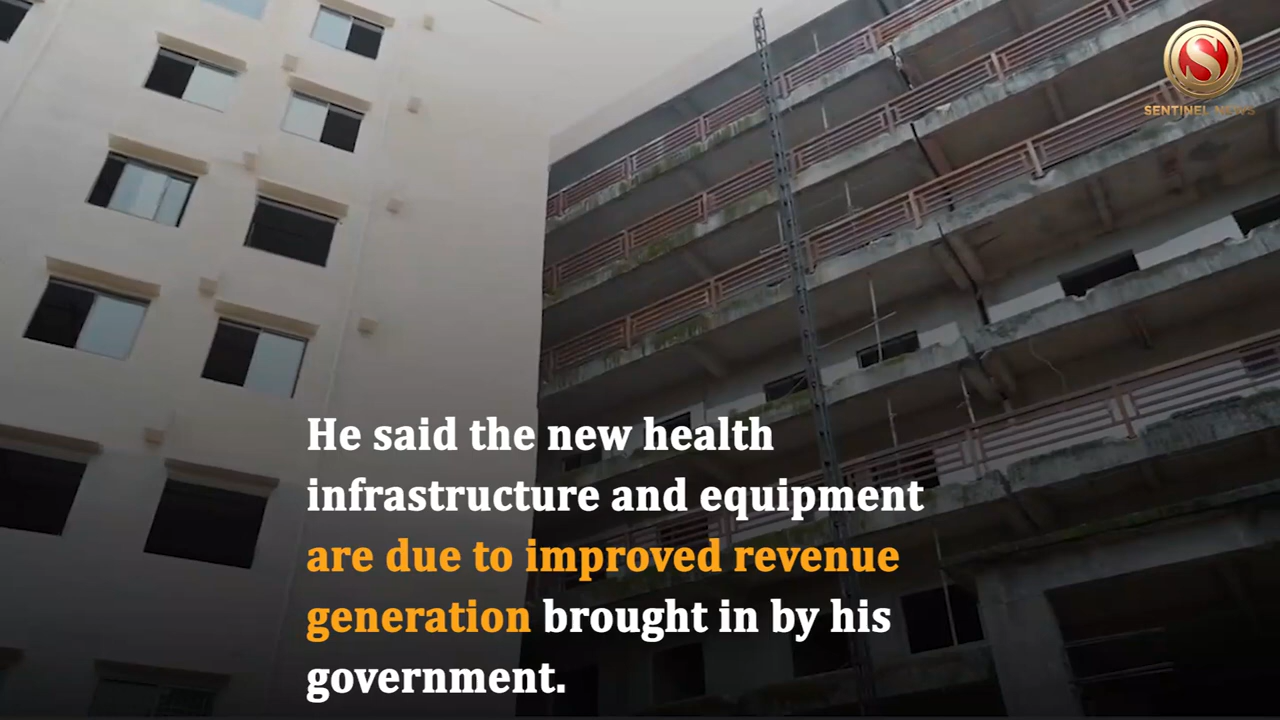 S
SENTINEL NEWS
He said the new health
infrastructure and equipment
are due to improved revenue
generation brought in by his
government.